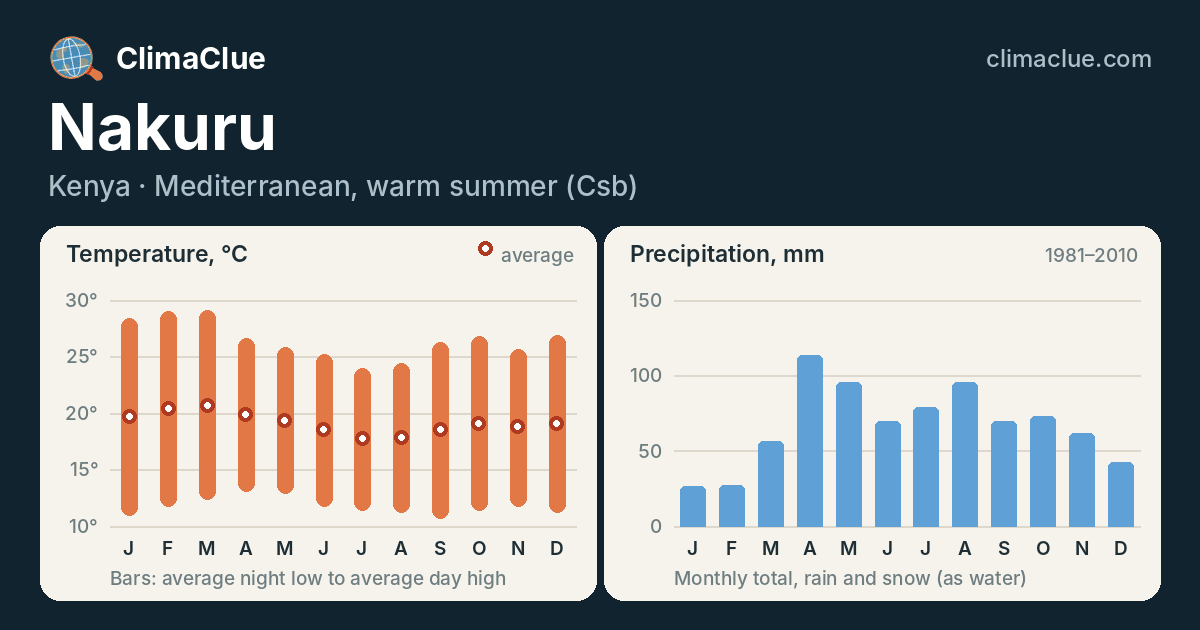 ClimaClue
climaclue.com
Nakuru
Kenya · Mediterranean, warm summer (Csb)
Temperature, °C
average
30°
25°
20°
15°
10°
J F M A M J J A S O N D
Bars: average night low to average day high
Precipitation, mm
1981–2010
150
100
50
0
J F M A M J J A S O N D
Monthly total, rain and snow (as water)